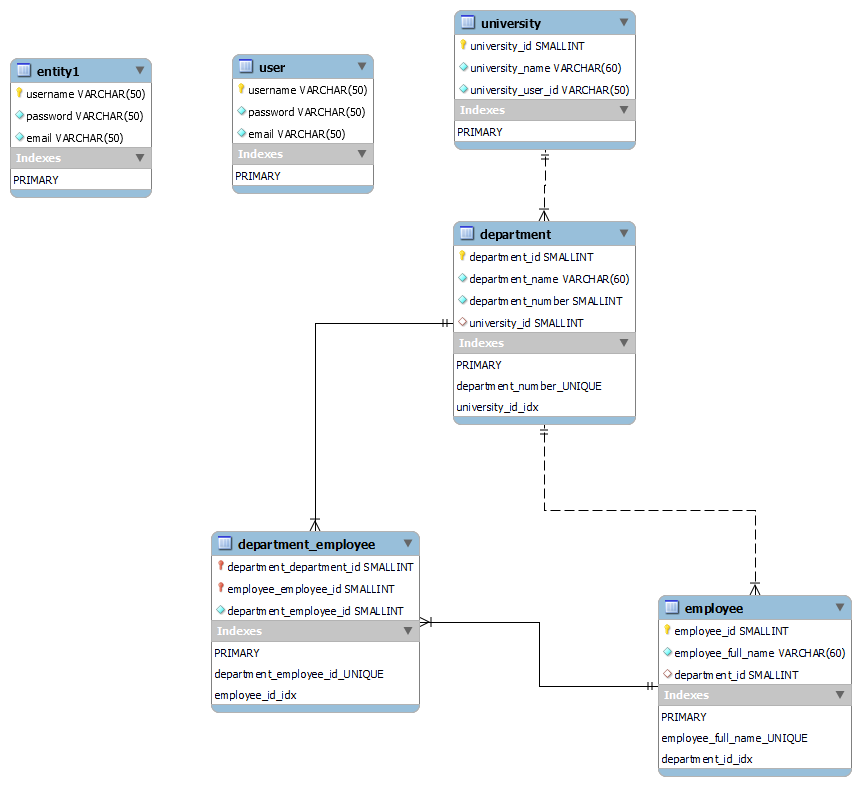 entity1
username VARCHAR(50)
password VARCHAR(50)
email VARCHAR(50)
Indexes
PRIMARY
user
username VARCHAR(50)
password VARCHAR(50)
email VARCHAR(50)
Indexes
PRIMARY
university
university_id SMALLINT
university_name VARCHAR(60)
university_user_id VARCHAR(50)
Indexes
PRIMARY
department
department_id SMALLINT
department_name VARCHAR(60)
department_number SMALLINT
university_id SMALLINT
Indexes
PRIMARY
department_number_UNIQUE
university_id_idx
department_employee
department_department_id SMALLINT
employee_employee_id SMALLINT
department_employee_id SMALLINT
Indexes
PRIMARY
department_employee_id_UNIQUE
employee_id_idx
employee
employee_id SMALLINT
employee_full_name VARCHAR(60)
department_id SMALLINT
Indexes
PRIMARY
employee_full_name_UNIQUE
department_id_idx